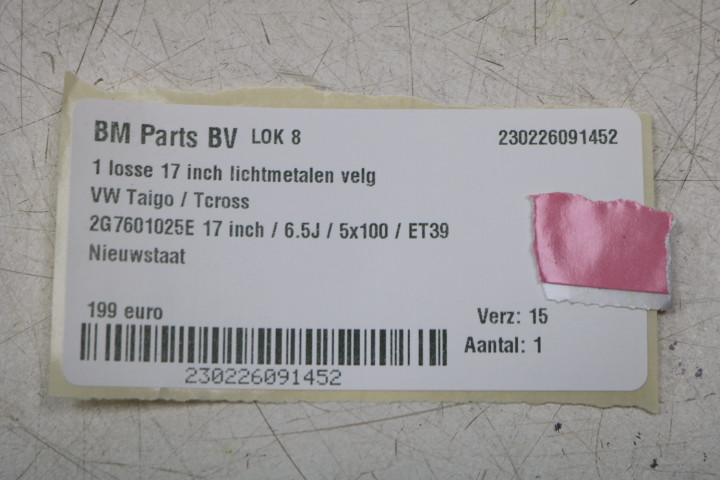 BM Parts BV LOK 8 230226091452
1 losse 17 inch lichtmetalen velg
VW Taigo / Tcross
2G7601025E 17 inch / 6.5J / 5x100 / ET39
Nieuwstaat
199 euro Verz: 15
Aantal: 1
230226091452